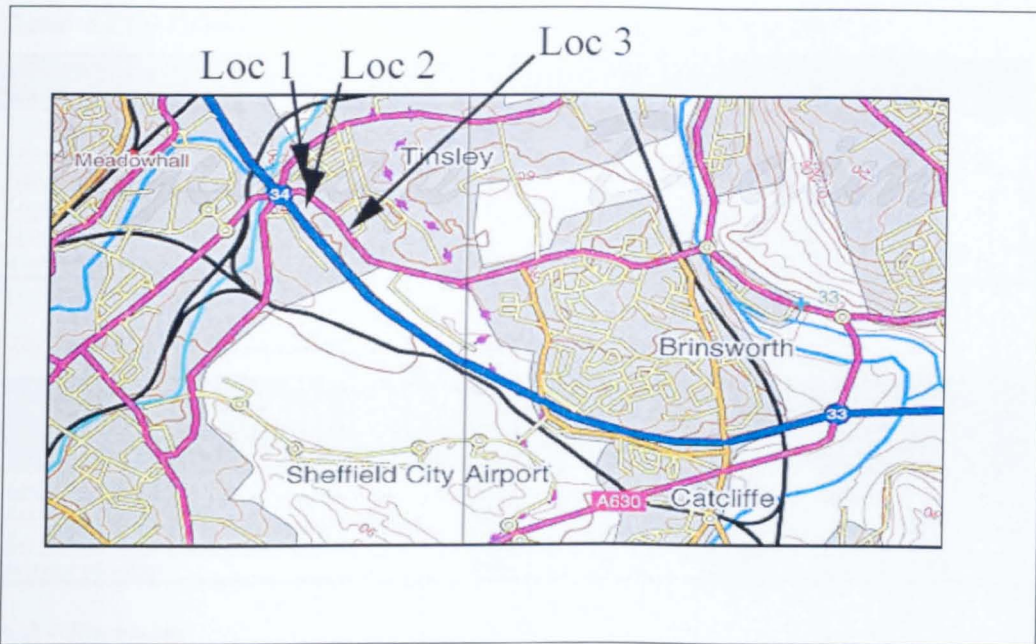 Loc 3
Loc 1 Loc 2
Meadowhall
Tinsley
34
33
Brinsworth
33
Sheffield City Airport
A630
Catcliffe